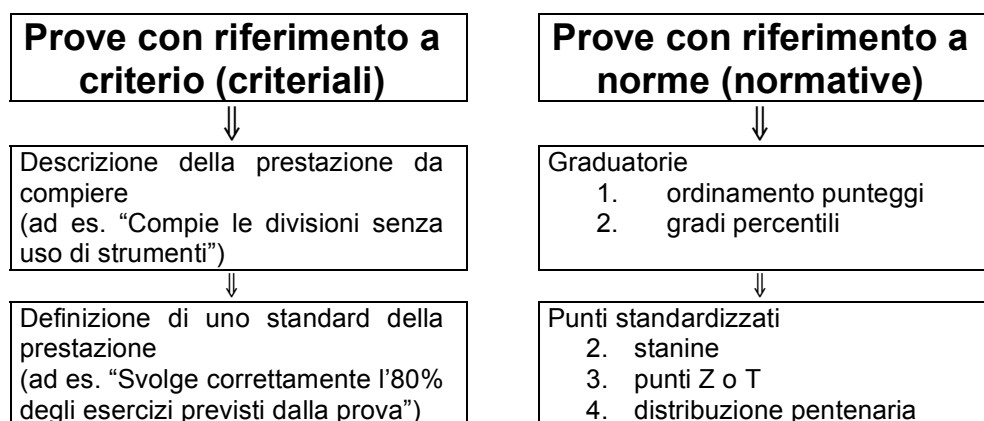 Prove con riferimento a
criterio (criteriali)
⇓
Descrizione della prestazione da
compiere
(ad es. “Compie le divisioni senza
uso di strumenti”)
⇓
Definizione di uno standard della
prestazione
(ad es. “Svolge correttamente l’80%
degli esercizi previsti dalla prova”)
Prove con riferimento a
norme (normative)
⇓
Graduatorie
1. ordinamento punteggi
2. gradi percentili
⇓
Punti standardizzati
2. stanine
3. punti Z o T
4. distribuzione pentenaria